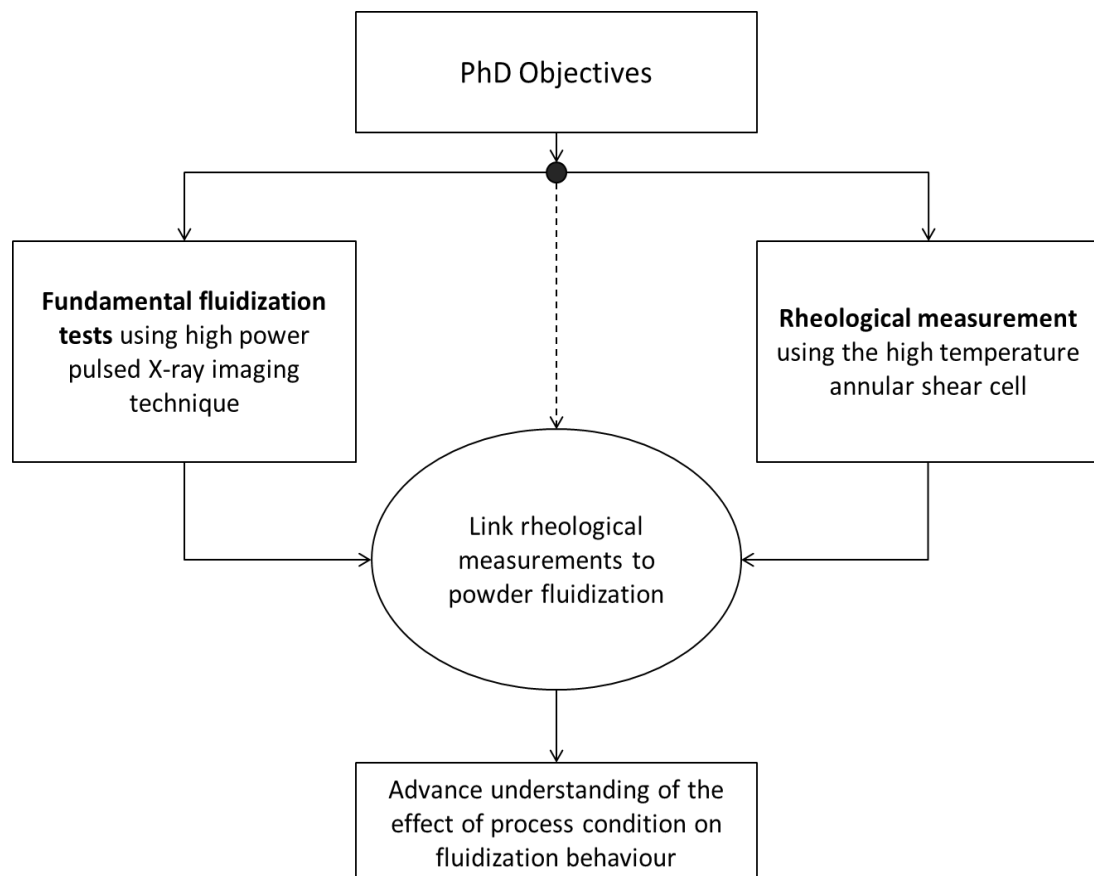 PhD Objectives
Fundamental fluidization
tests using high power
pulsed X-ray imaging
technique
Rheological measurement
using the high temperature
annular shear cell
Link rheological
measurements to
powder fluidization
Advance understanding of the
effect of process condition on
fluidization behaviour